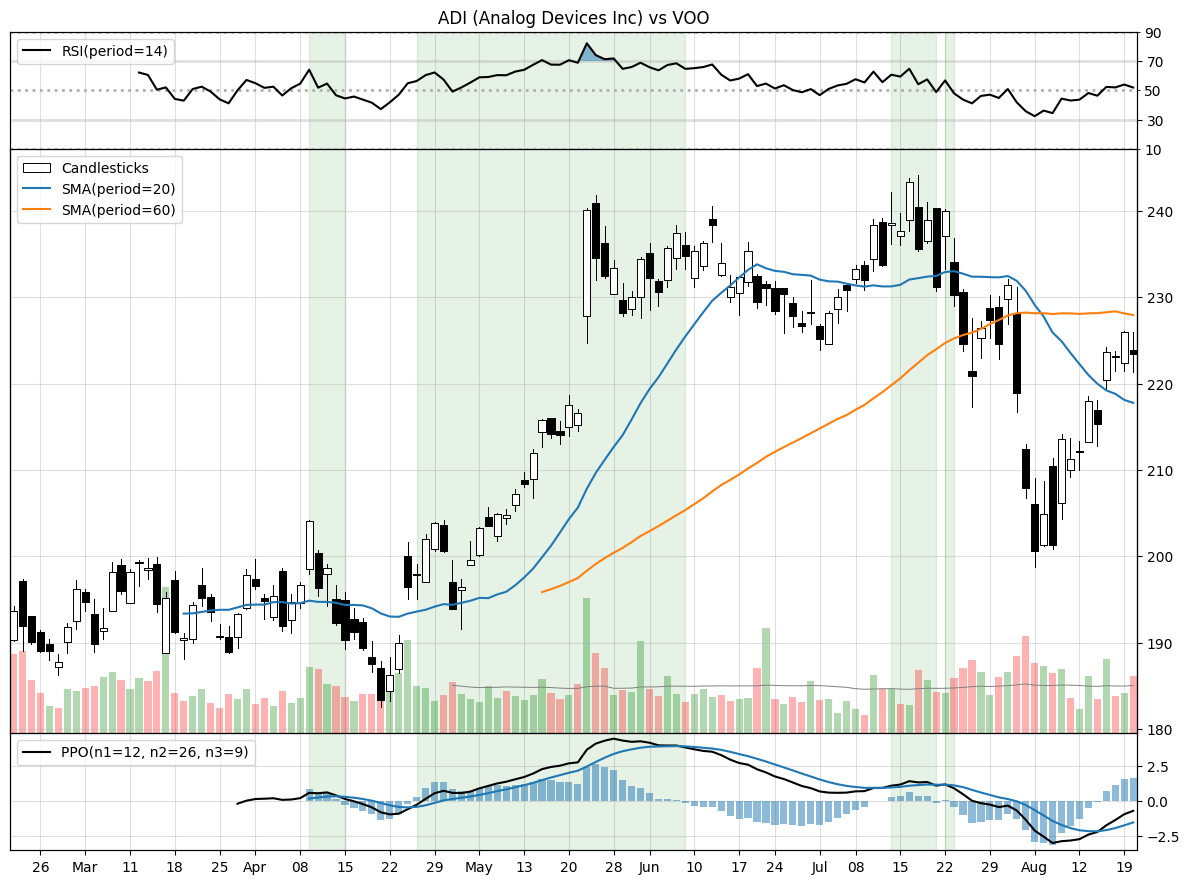 ADI (Analog Devices Inc) vs VOO
RSI(period=14)
90
70
50
30
10
Candlesticks
SMA(period=20)
SMA(period=60)
240
230
220
210
200
190
180
PPO(n1=12, n2=26, n3=9)
2.5
0.0
−2.5
26 Mar 11 18 25 Apr 08 15 22 29 May 13 20 28 Jun 10 17 24 Jul 08 15 22 29 Aug 12 19